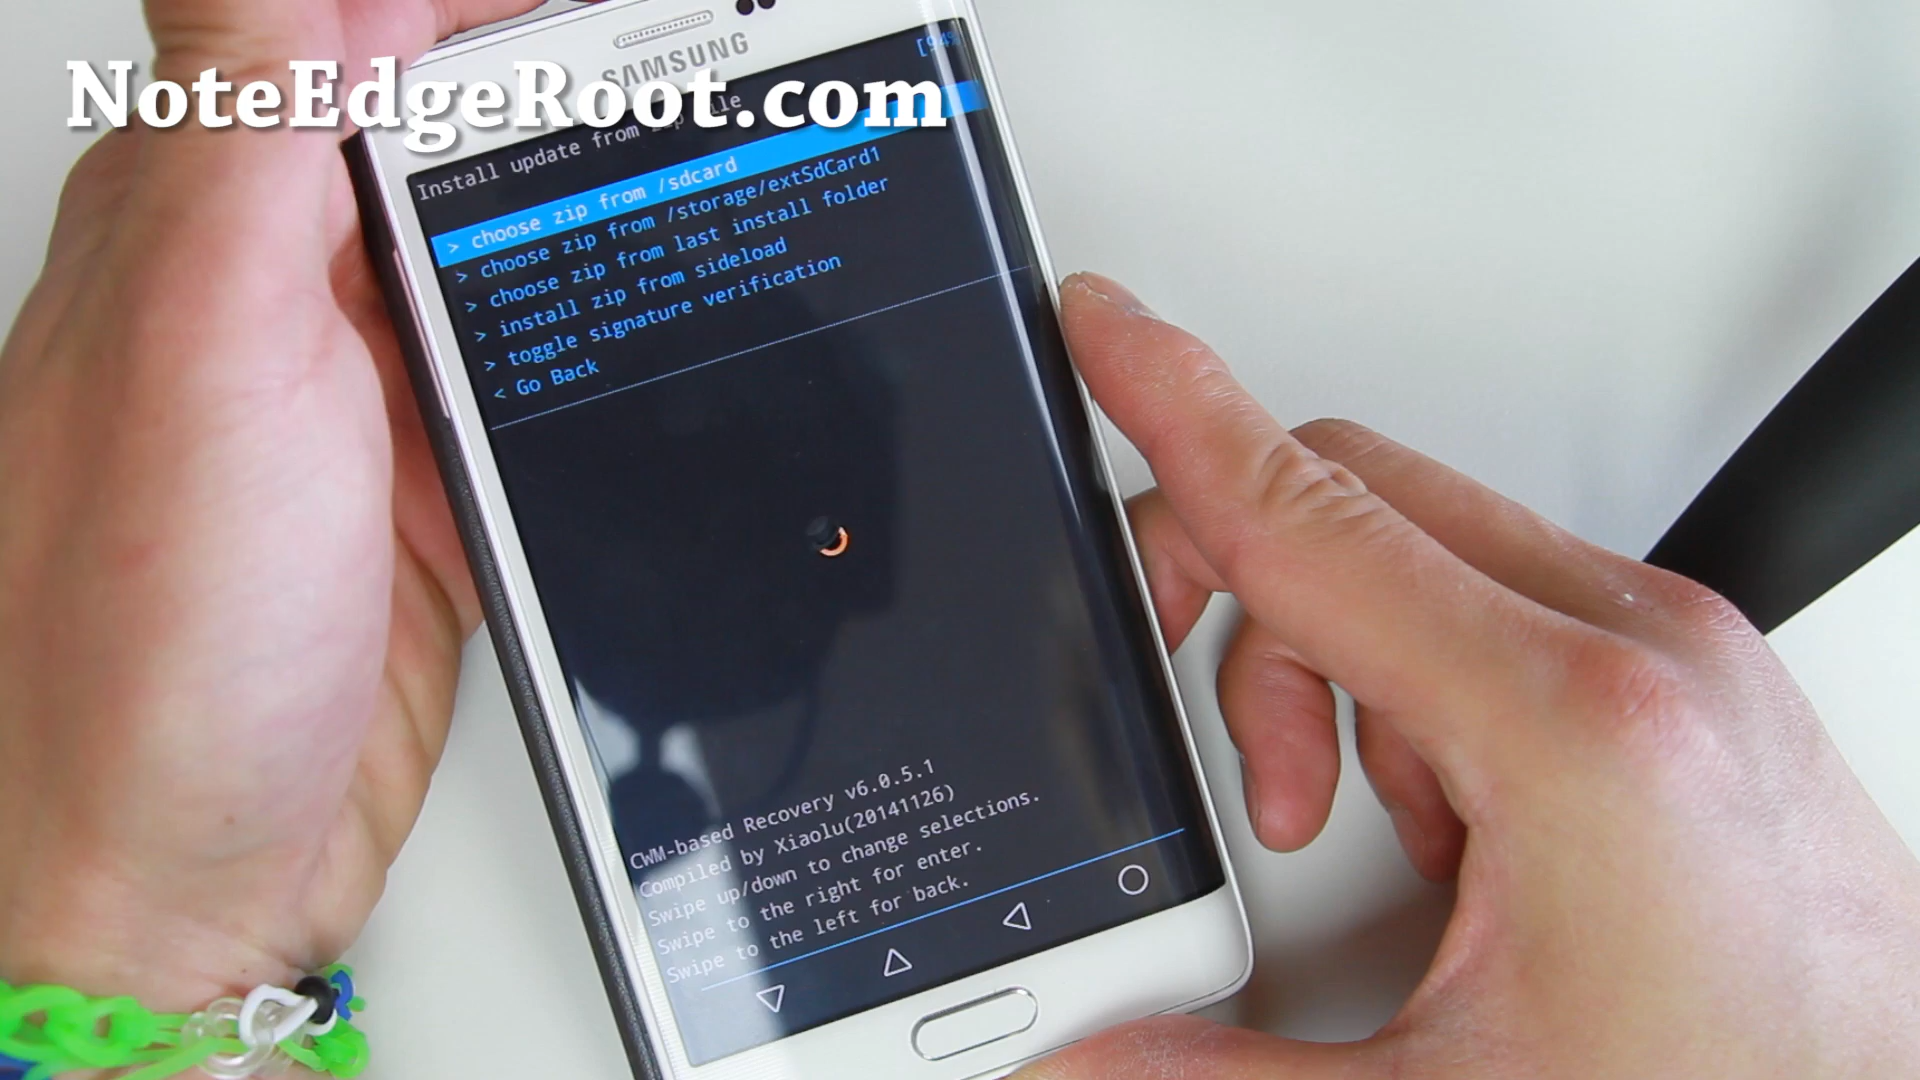 SAMSUNG
NoteEdgeRoot.com
Install update from zip file
> choose zip from /sdcard
> choose zip from /storage/extSdCard1
> choose zip from last install folder
> install zip from sideload
> toggle signature verification
< Go Back
CWM-based Recovery v6.0.5.1
Compiled by Xiaolu(20141126)
Swipe up/down to change selections.
Swipe to the right for enter.
Swipe to the left for back.